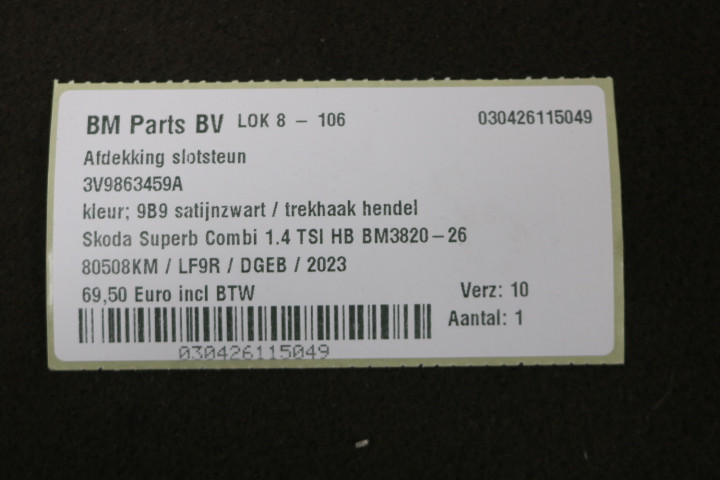 BM Parts BV LOK 8 - 106 030426115049
Afdekking slotsteun
3V9863459A
kleur; 9B9 satijnzwart / trekhaak hendel
Skoda Superb Combi 1.4 TSI HB BM3820-26
80508KM / LF9R / DGEB / 2023
69,50 Euro incl BTW Verz: 10
Aantal: 1
030426115049